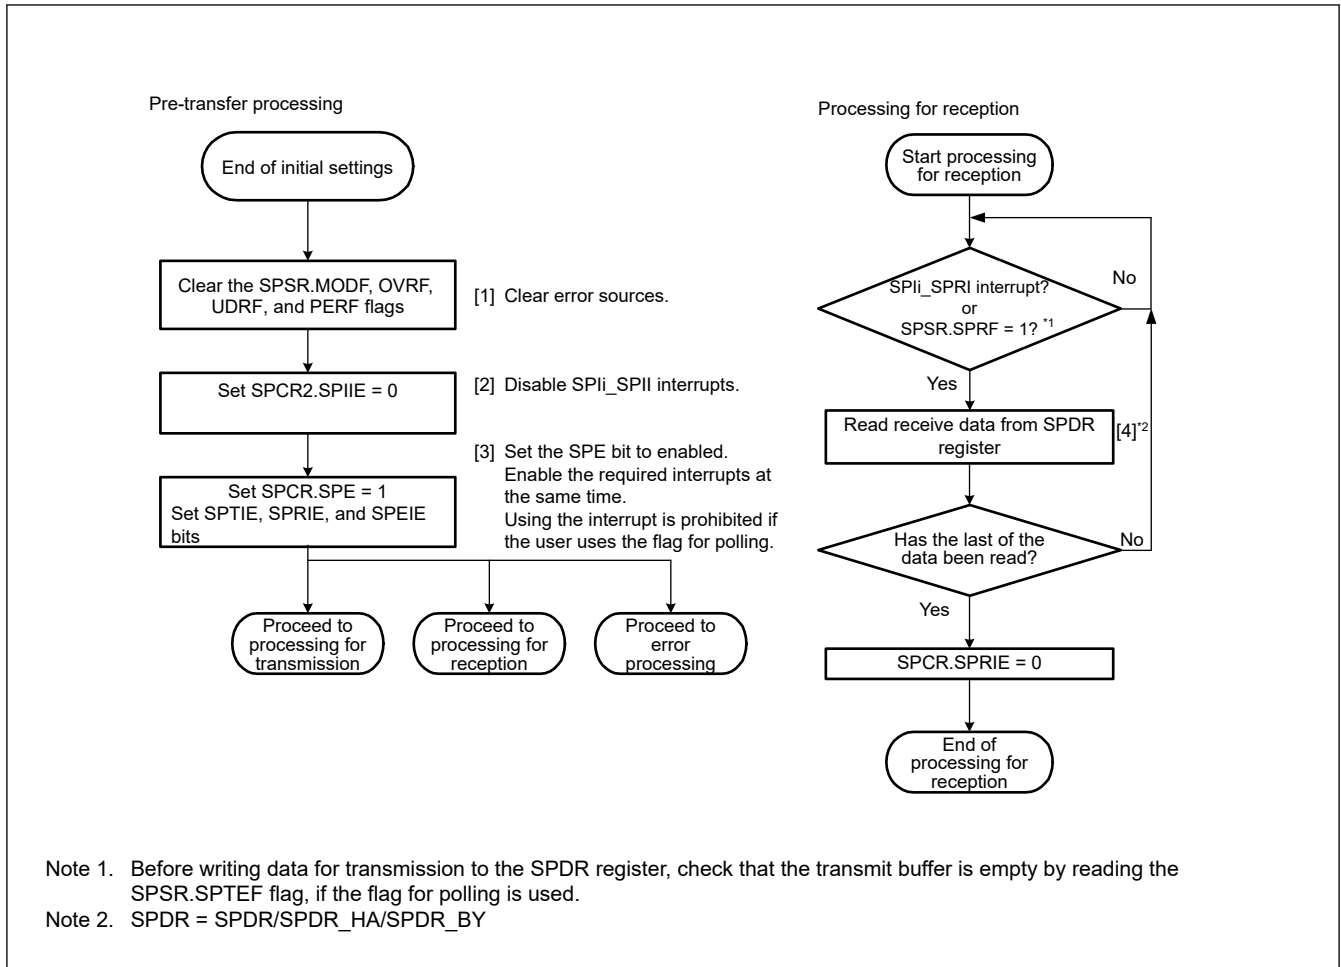 Pre-transfer processing
End of initial settings
Clear the SPSR.MODF, OVRF,
UDRF, and PERF flags
[1] Clear error sources.
Set SPCR2.SPIIE = 0
[2] Disable SPIi_SPII interrupts.
Set SPCR.SPE = 1
Set SPTIE, SPRIE, and SPEIE
bits
[3] Set the SPE bit to enabled.
Enable the required interrupts at
the same time.
Using the interrupt is prohibited if
the user uses the flag for polling.
Proceed to
processing for
transmission
Proceed to
processing for
reception
Proceed to
error
processing
Processing for reception
Start processing
for reception
SPIi_SPRI interrupt?
or
SPSR.SPRF = 1? *1
No
Yes
Read receive data from SPDR
register
[4]*2
Has the last of the
data been read?
No
Yes
SPCR.SPRIE = 0
End of
processing for
reception
Note 1. Before writing data for transmission to the SPDR register, check that the transmit buffer is empty by reading the
SPSR.SPTEF flag, if the flag for polling is used.
Note 2. SPDR = SPDR/SPDR_HA/SPDR_BY